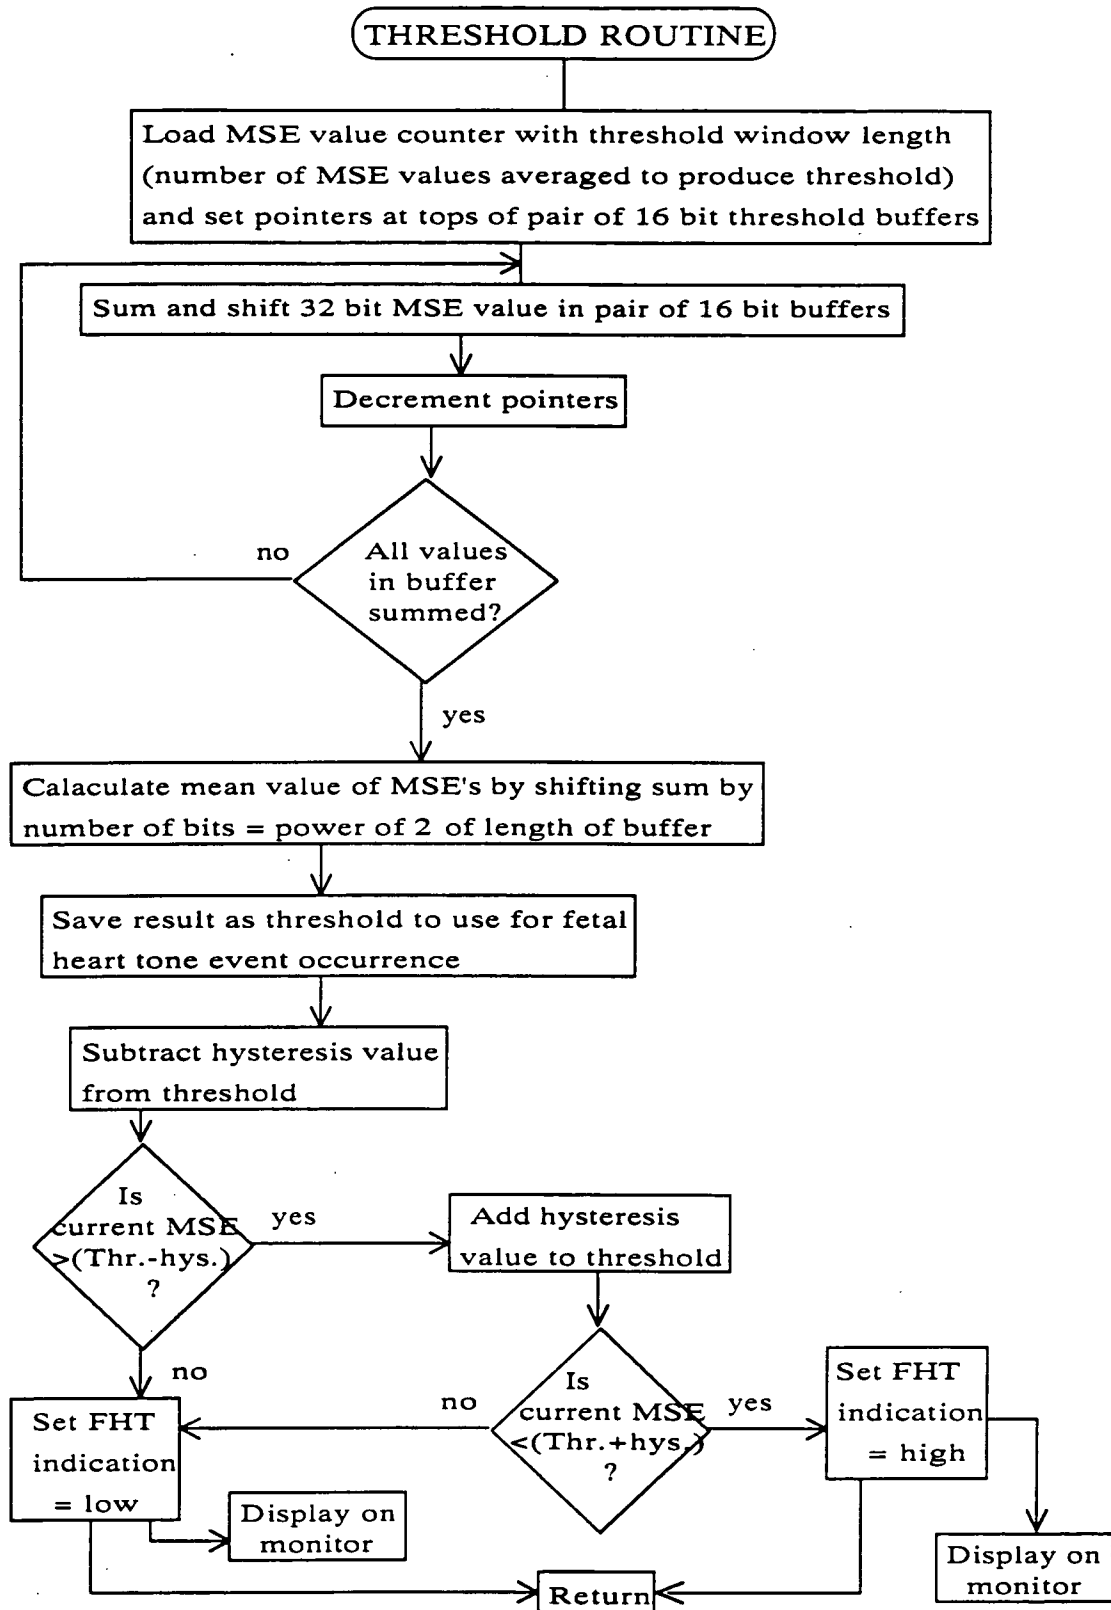 THRESHOLD ROUTINE
Load MSE value counter with threshold window length
(number of MSE values averaged to produce threshold)
and set pointers at tops of pair of 16 bit threshold buffers
Sum and shift 32 bit MSE value in pair of 16 bit buffers
Decrement pointers
no
All values
in buffer
summed?
yes
Calaculate mean value of MSE's by shifting sum by
number of bits = power of 2 of length of buffer
Save result as threshold to use for fetal
heart tone event occurrence
Subtract hysteresis value
from threshold
Is
current MSE
>(Thr.-hys.)
?
yes
Add hysteresis
value to threshold
no
Set FHT
indication
= low
no
Is
current MSE
<(Thr.+hys.)
?
yes
Set FHT
indication
= high
Display on
monitor
Display on
monitor
Return